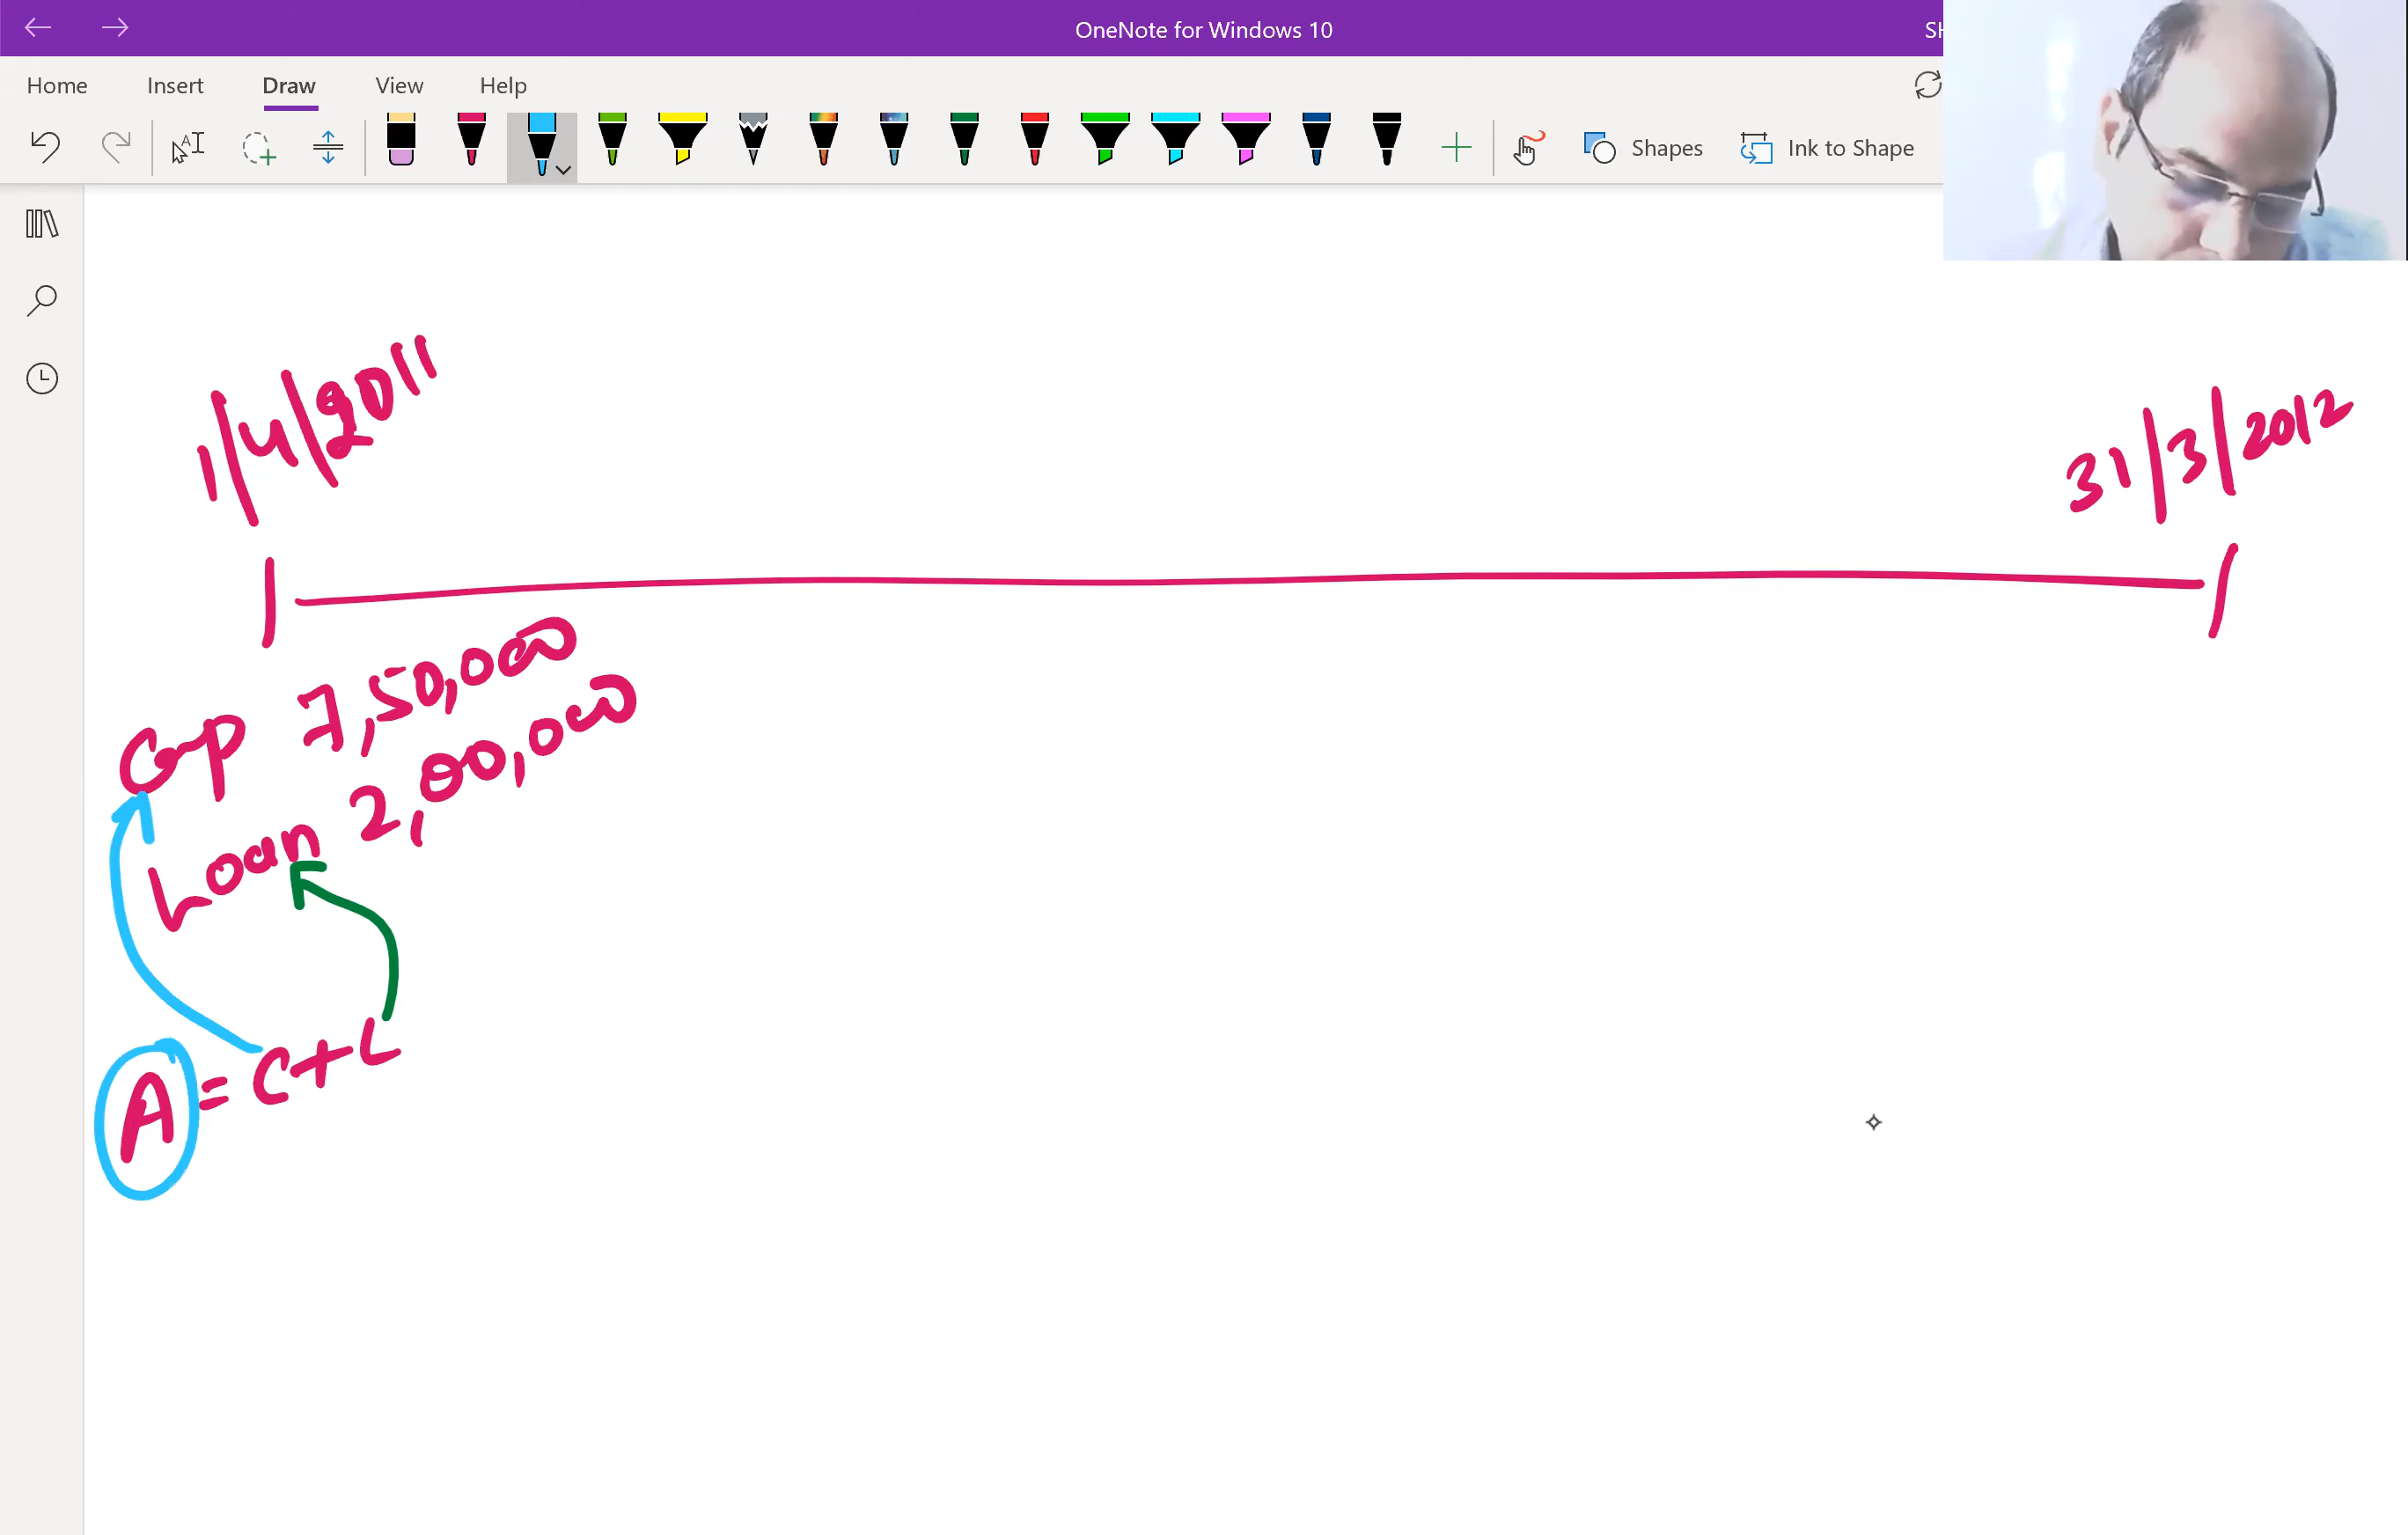 OneNote for Windows 10
SH
Home Insert Draw View Help
Shapes Ink to Shape
1/4/2011
31/3/2012
Cap 7,50,000
Loan 2,00,000
A = C+L